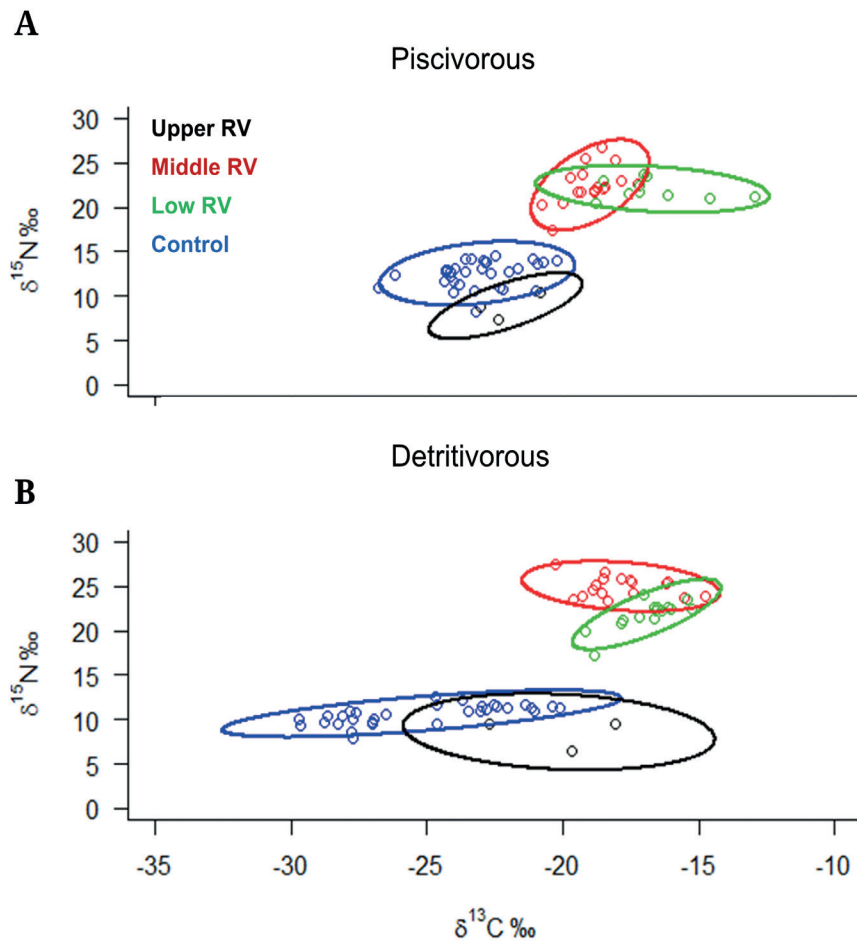 A
Piscivorous
30
25
20
15
10
5
0
δ15N ‰
Upper RV
Middle RV
Low RV
Control
Detritivorous
B
30
25
20
15
10
5
0
δ15N ‰
-35 -30 -25 -20 -15 -10
δ13C ‰